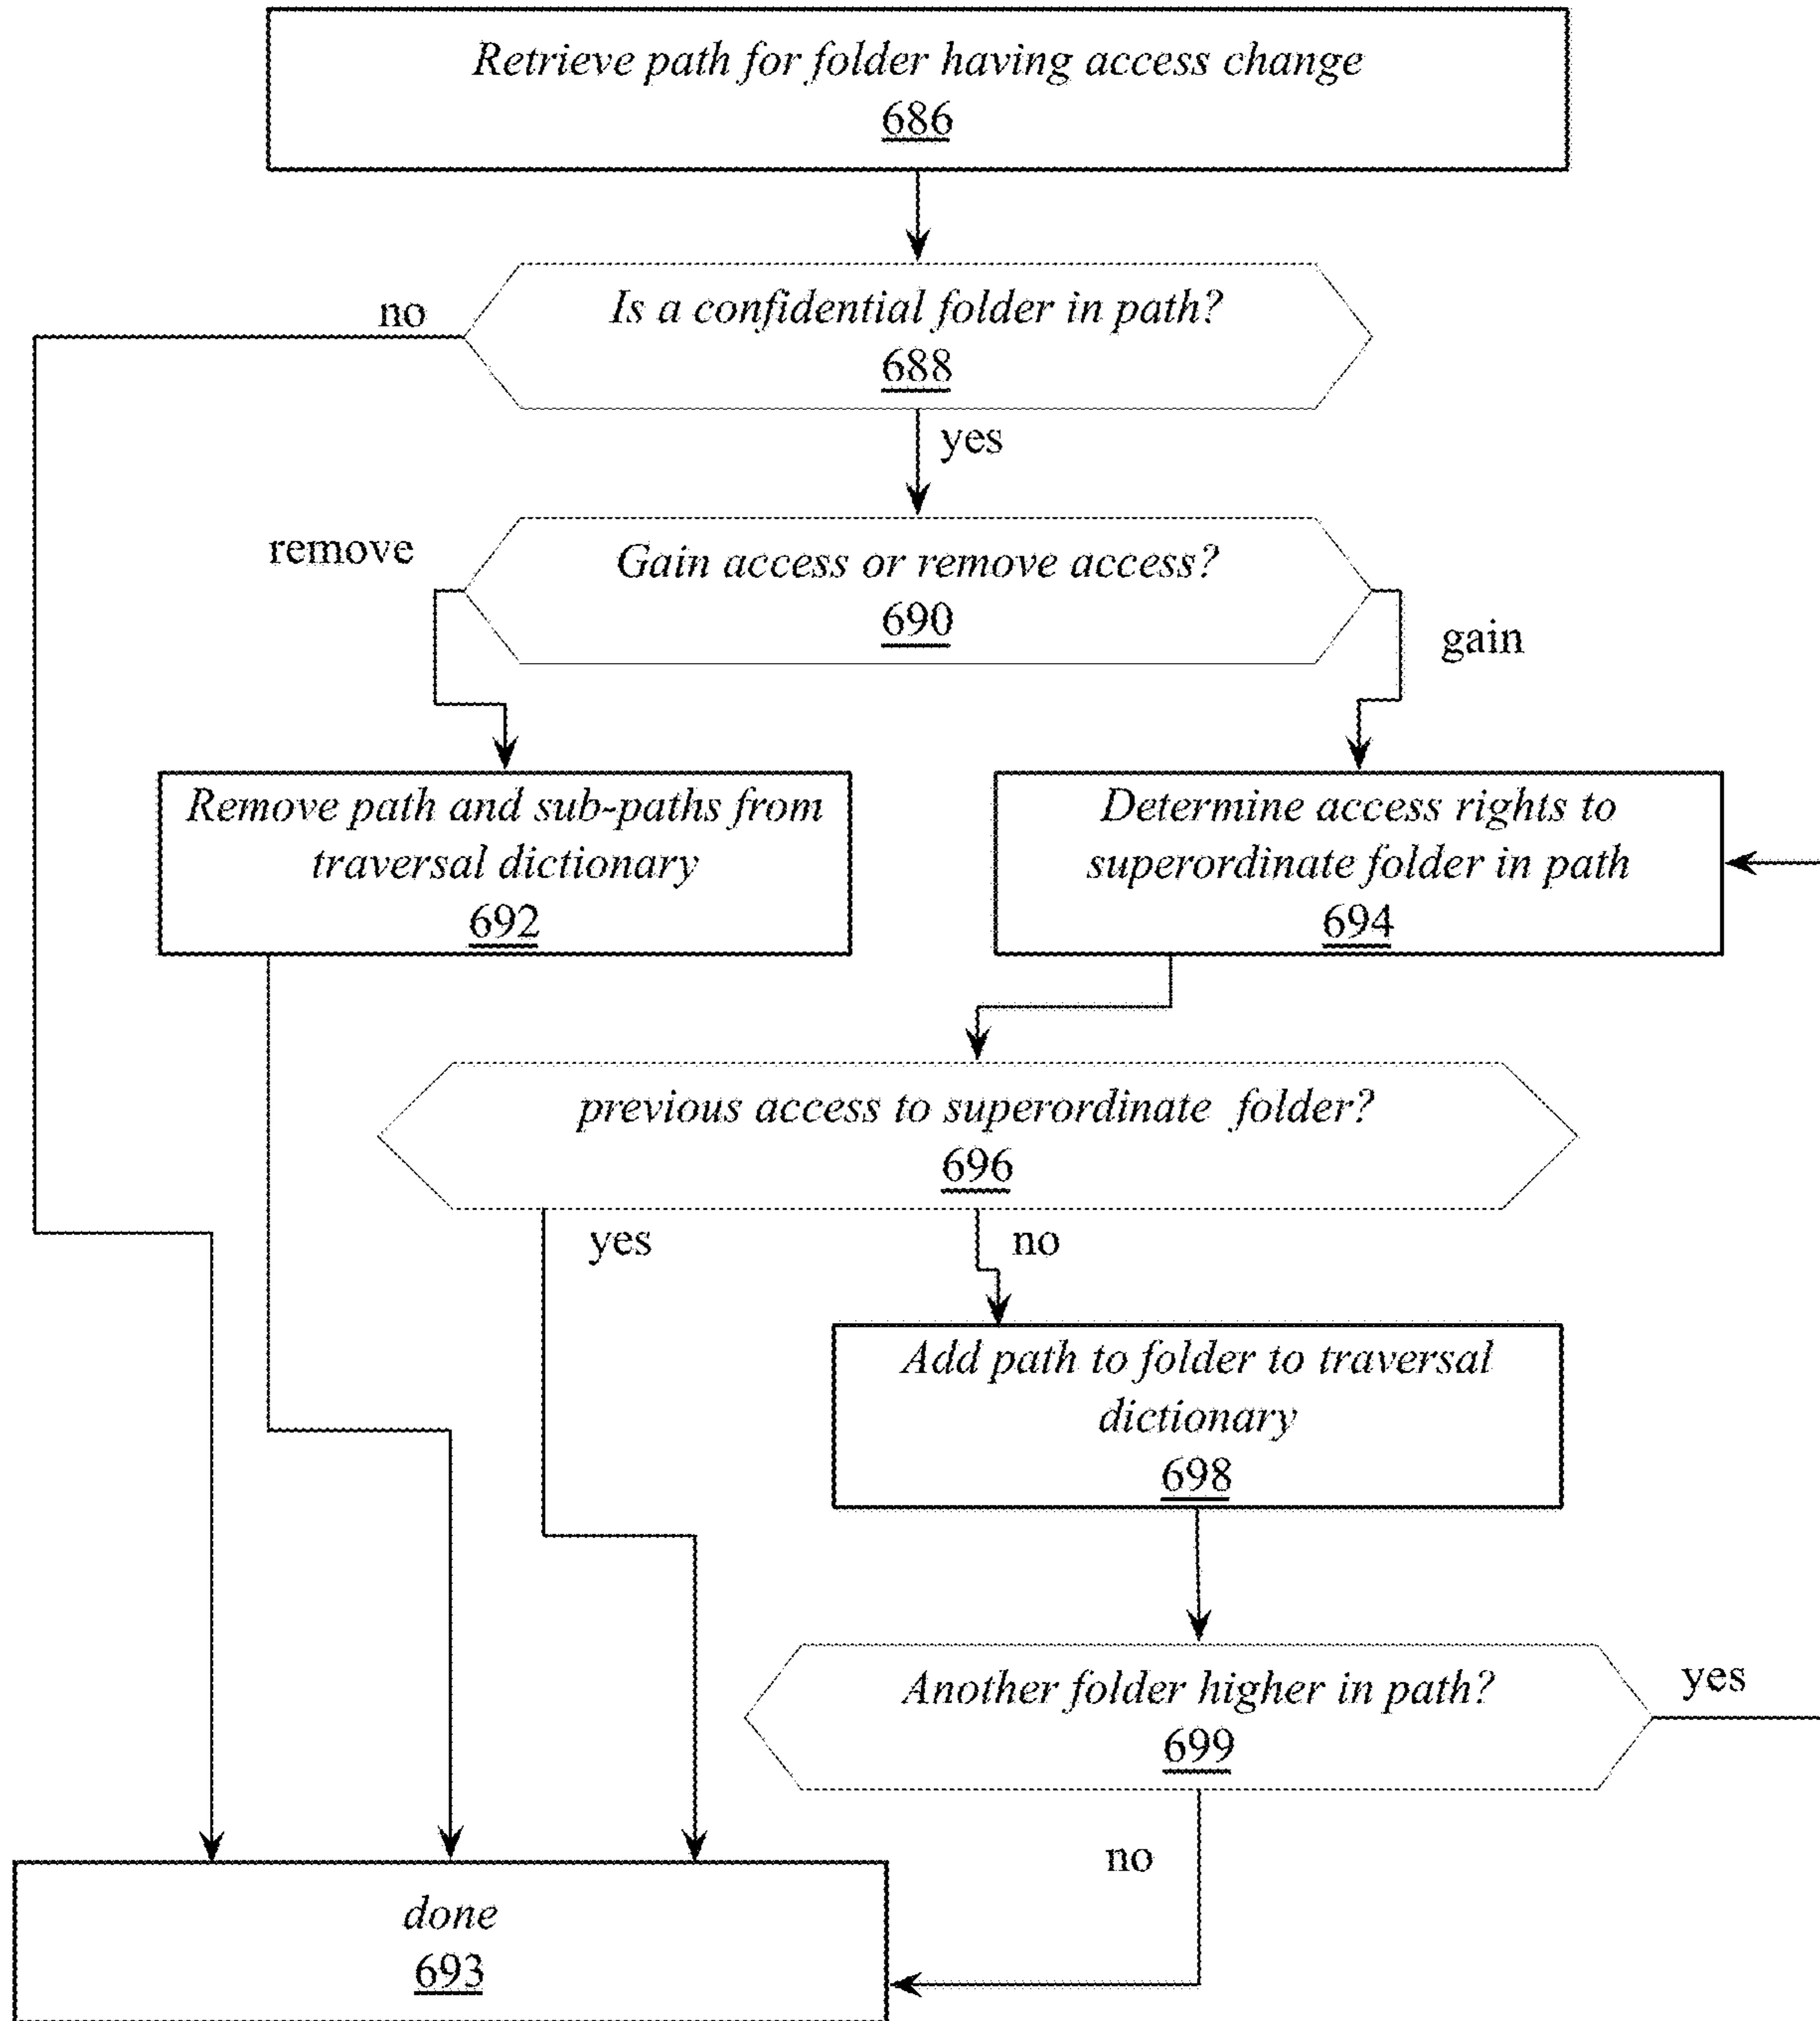 Retrieve path for folder having access change
686
no
Is a confidential folder in path?
688
yes
remove
Gain access or remove access?
690
gain
Remove path and sub-paths from
traversal dictionary
692
Determine access rights to
superordinate folder in path
694
previous access to superordinate folder?
696
yes
no
Add path to folder to traversal
dictionary
698
Another folder higher in path?
699
yes
no
done
693